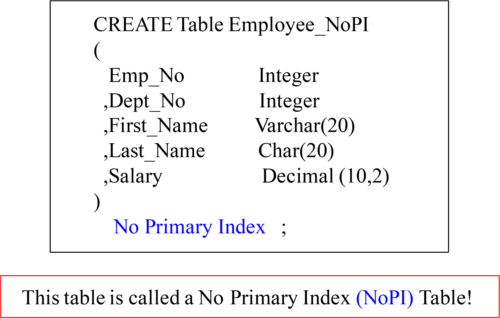 CREATE Table Employee_NoPI
(
Emp_No Integer
,Dept_No Integer
,First_Name Varchar(20)
,Last_Name Char(20)
,Salary Decimal (10,2)
)
No Primary Index ;
This table is called a No Primary Index (NoPI) Table!